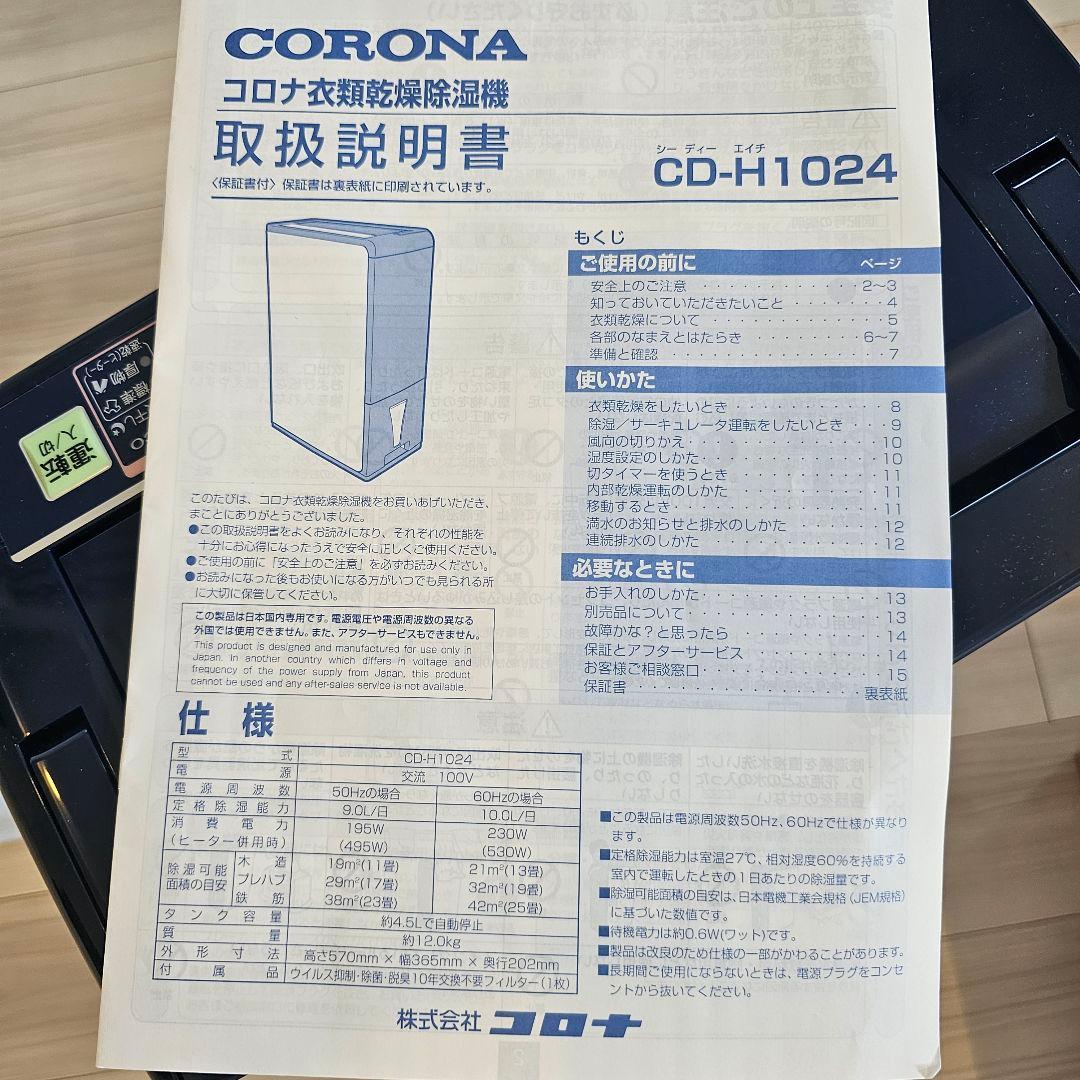 CORONA
コロナ衣類乾燥除湿機
取扱説明書
〈保証書付〉保証書は裏表紙に印刷されています。
シー ディー エイチ
CD-H1024
もくじ
ご使用の前に ページ
安全上のご注意 ・・・・・・・・・・・・・・ 2〜3
知っておいていただきたいこと ・・・・・・・・ 4
衣類乾燥について ・・・・・・・・・・・・・ 5
各部のなまえとはたらき ・・・・・・・・・・ 6〜7
準備と確認 ・・・・・・・・・・・・・・・・ 7
使いかた
衣類乾燥をしたいとき ・・・・・・・・・・・ 8
除湿／サーキュレータ運転をしたいとき ・・・・ 9
風向の切りかえ ・・・・・・・・・・・・・・ 10
湿度設定のしかた ・・・・・・・・・・・・・ 10
切タイマーを使うとき ・・・・・・・・・・・ 11
内部乾燥運転のしかた ・・・・・・・・・・・ 11
移動するとき ・・・・・・・・・・・・・・・ 11
満水のお知らせと排水のしかた ・・・・・・・ 12
連続排水のしかた ・・・・・・・・・・・・・ 12
必要なときに
お手入れのしかた ・・・・・・・・・・・・・ 13
別売品について ・・・・・・・・・・・・・・ 13
故障かな？と思ったら ・・・・・・・・・・・ 14
保証とアフターサービス ・・・・・・・・・・ 14
お客様ご相談窓口 ・・・・・・・・・・・・・ 15
保証書 ・・・・・・・・・・・・・・・・ 裏表紙
このたびは、コロナ衣類乾燥除湿機をお買いあげいただき、
まことにありがとうございました。
●この取扱説明書をよくお読みになり、それぞれの性能を
十分にお心得になったうえで安全に正しくご使用ください。
●ご使用の前に「安全上のご注意」を必ずお読みください。
●お読みになった後もお使いになる方がいつでも見られる所
に大切に保管してください。
この製品は日本国内専用です。電源電圧や電源周波数の異なる
外国では使用できません。また、アフターサービスもできません。
This product is designed and manufactured for use only in
Japan. In another country which differs in voltage and
frequency of the power supply from Japan, this product
cannot be used and any after-sales service is not available.
仕 様
型 式 CD-H1024
電 源 交流 100V
電源周波数 50Hzの場合 60Hzの場合
定格除湿能力 9.0L/日 10.0L/日
消費電力 195W 230W
(ヒーター併用時) (495W) (530W)
除湿可能面積の目安 木造 19m²(11畳) 21m²(13畳)
プレハブ 29m²(17畳) 32m²(19畳)
鉄筋 38m²(23畳) 42m²(25畳)
タンク容量 約4.5Lで自動停止
質 量 約12.0kg
外形寸法 高さ570mm × 幅365mm × 奥行202mm
付属品 ウイルス抑制・除菌・脱臭10年交換不要フィルター(1枚)
■この製品は電源周波数50Hz、60Hzで仕様が異なり
ます。
■定格除湿能力は室温27℃、相対湿度60％を持続する
室内で運転したときの1日あたりの除湿量です。
■除湿可能面積の目安は、日本電機工業会規格（JEM規格）
に基づいた数値です。
■待機電力は約0.6W(ワット)です。
■製品は改良のため仕様の一部がかわることがあります。
■長期間ご使用にならないときは、電源プラグをコンセ
ントから抜いてください。
株式会社 コロナ
運転
入/切
速乾(ヒーター)
厚物
標準